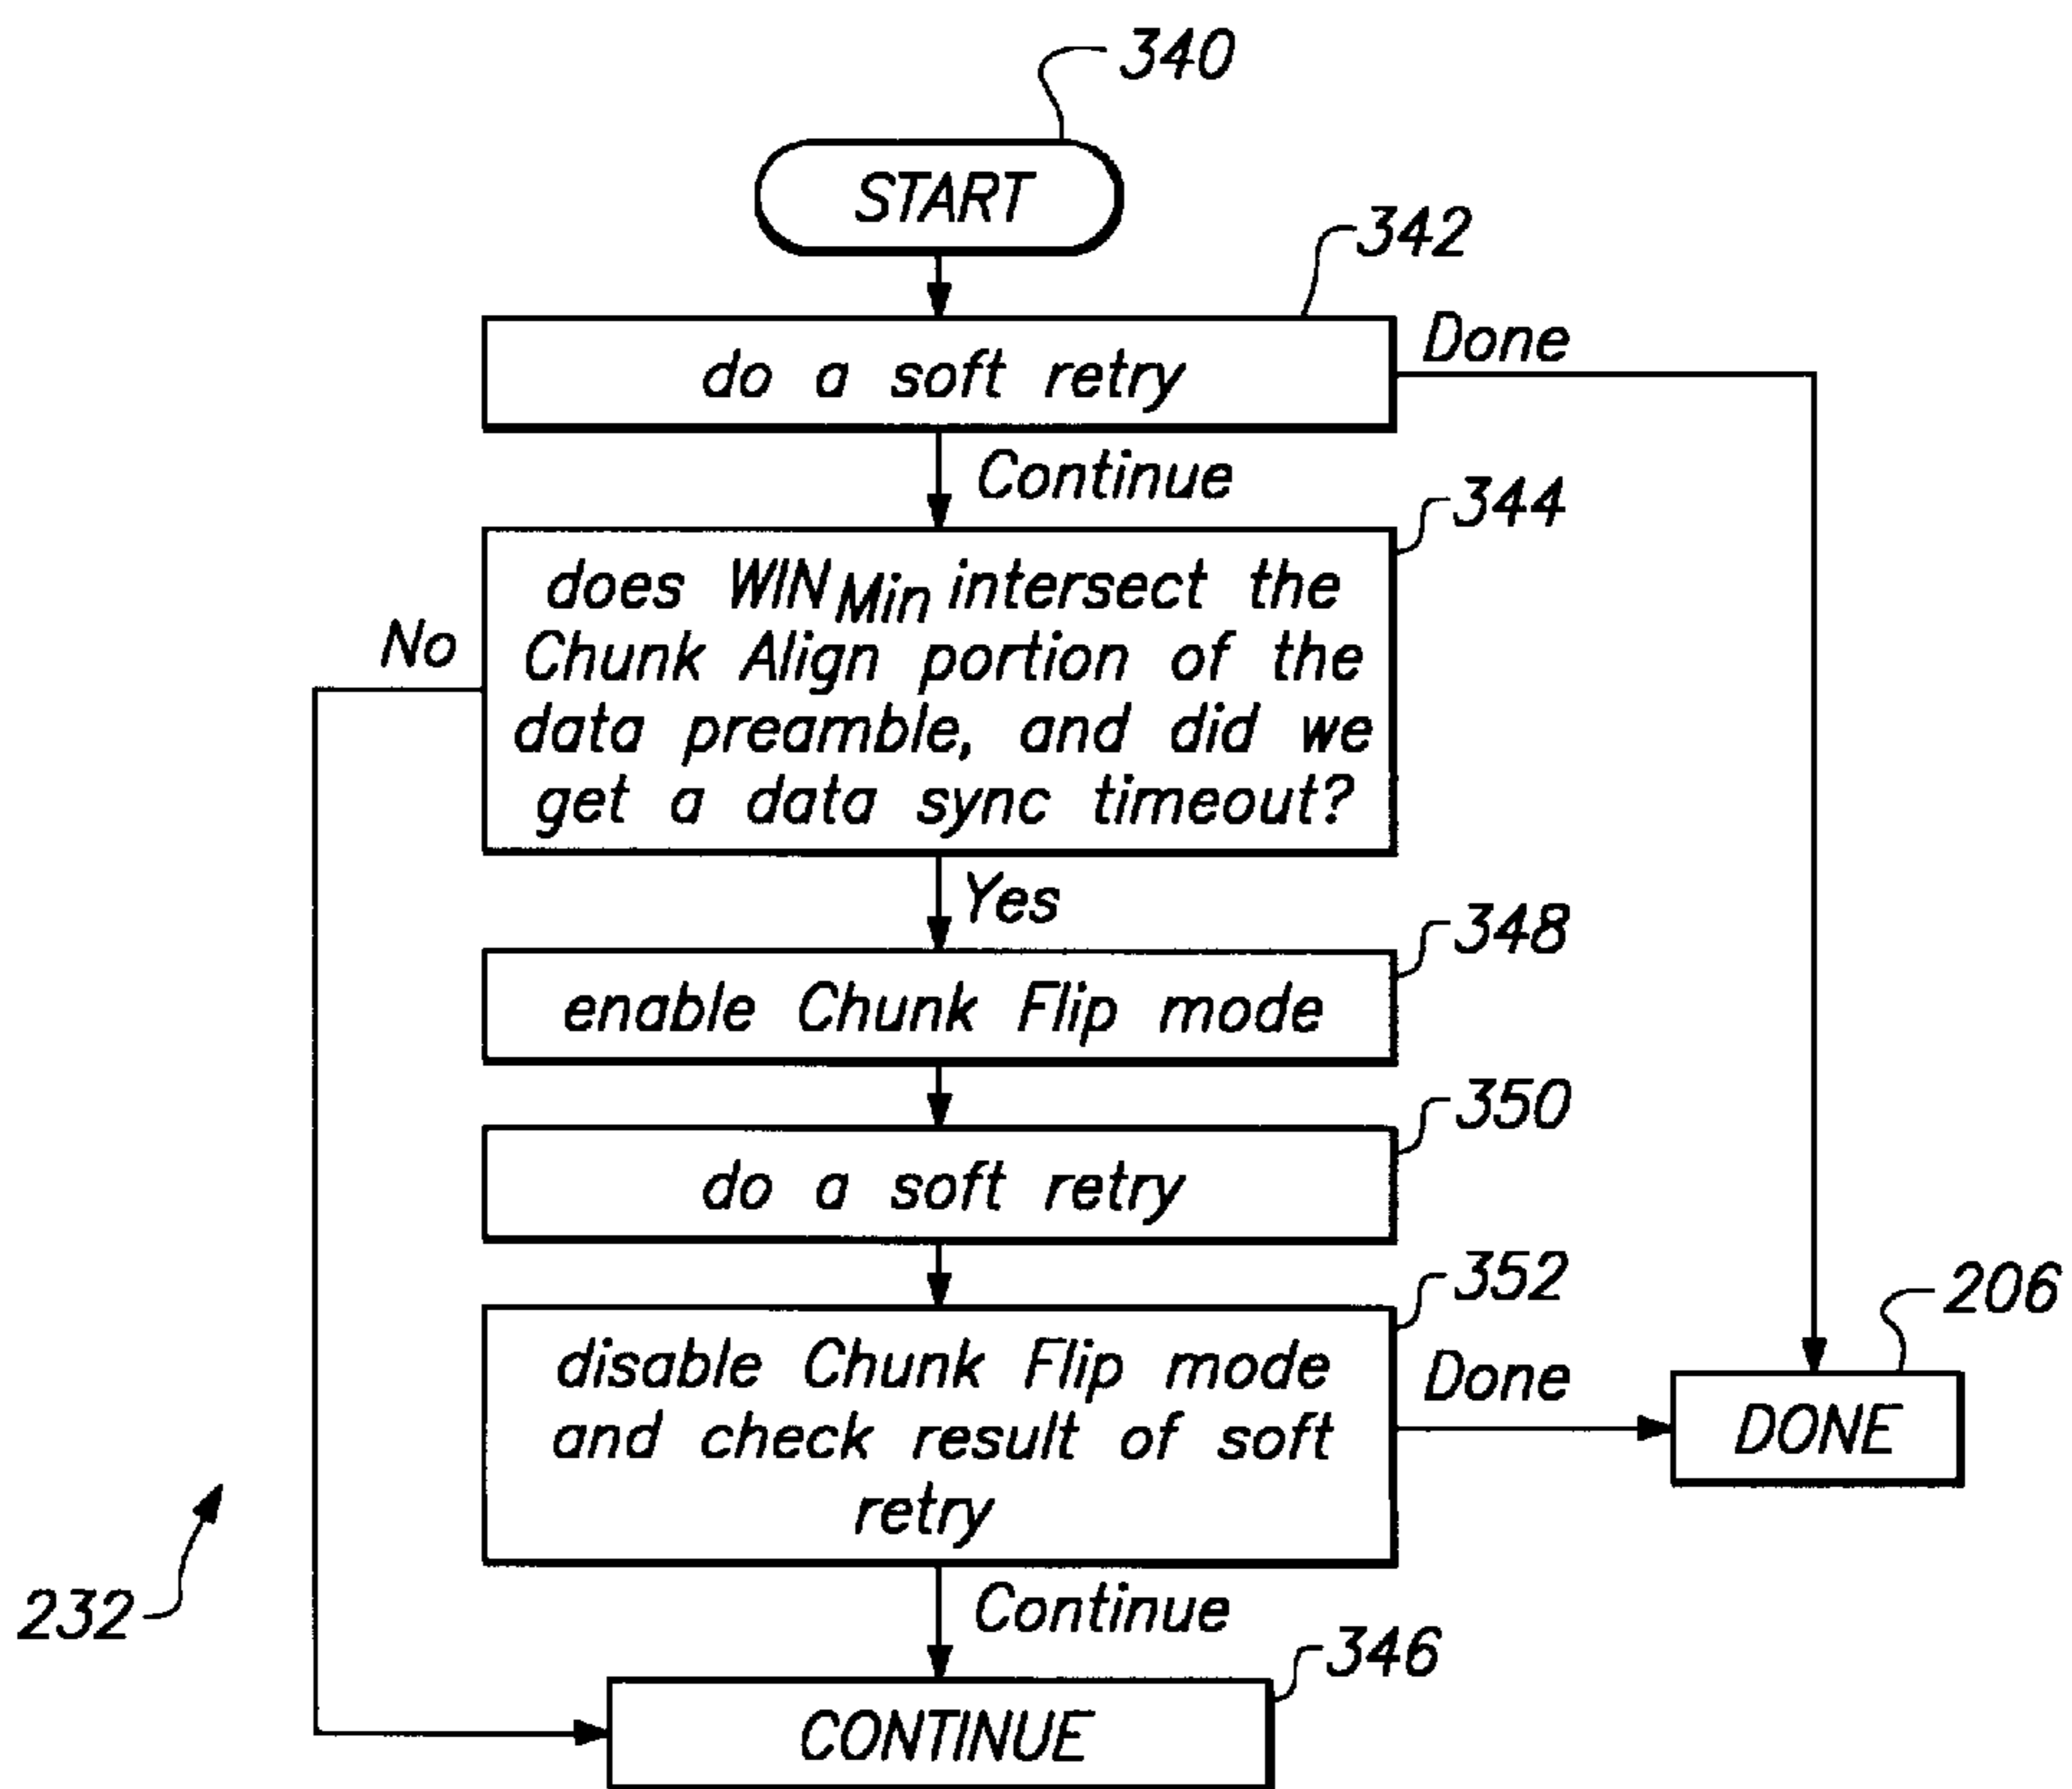 340
START
342
do a soft retry
Done
Continue
344
does WIN Min intersect the
Chunk Align portion of the
data preamble, and did we
get a data sync timeout?
No
Yes
348
enable Chunk Flip mode
350
do a soft retry
352
disable Chunk Flip mode
and check result of soft
retry
Done
206
DONE
232
Continue
346
CONTINUE